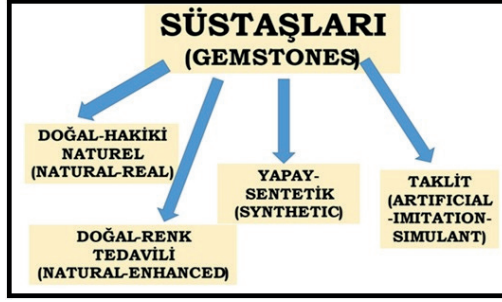 SÜSTAŞLARI
(GEMSTONES)
DOĞAL-HAKİKİ
NATUREL
(NATURAL-REAL)
DOĞAL-RENK
TEDAVİLİ
(NATURAL-ENHANCED)
YAPAY-
SENTETİK
(SYNTHETIC)
TAKLİT
(ARTIFICIAL
-IMITATION-
SIMULANT)